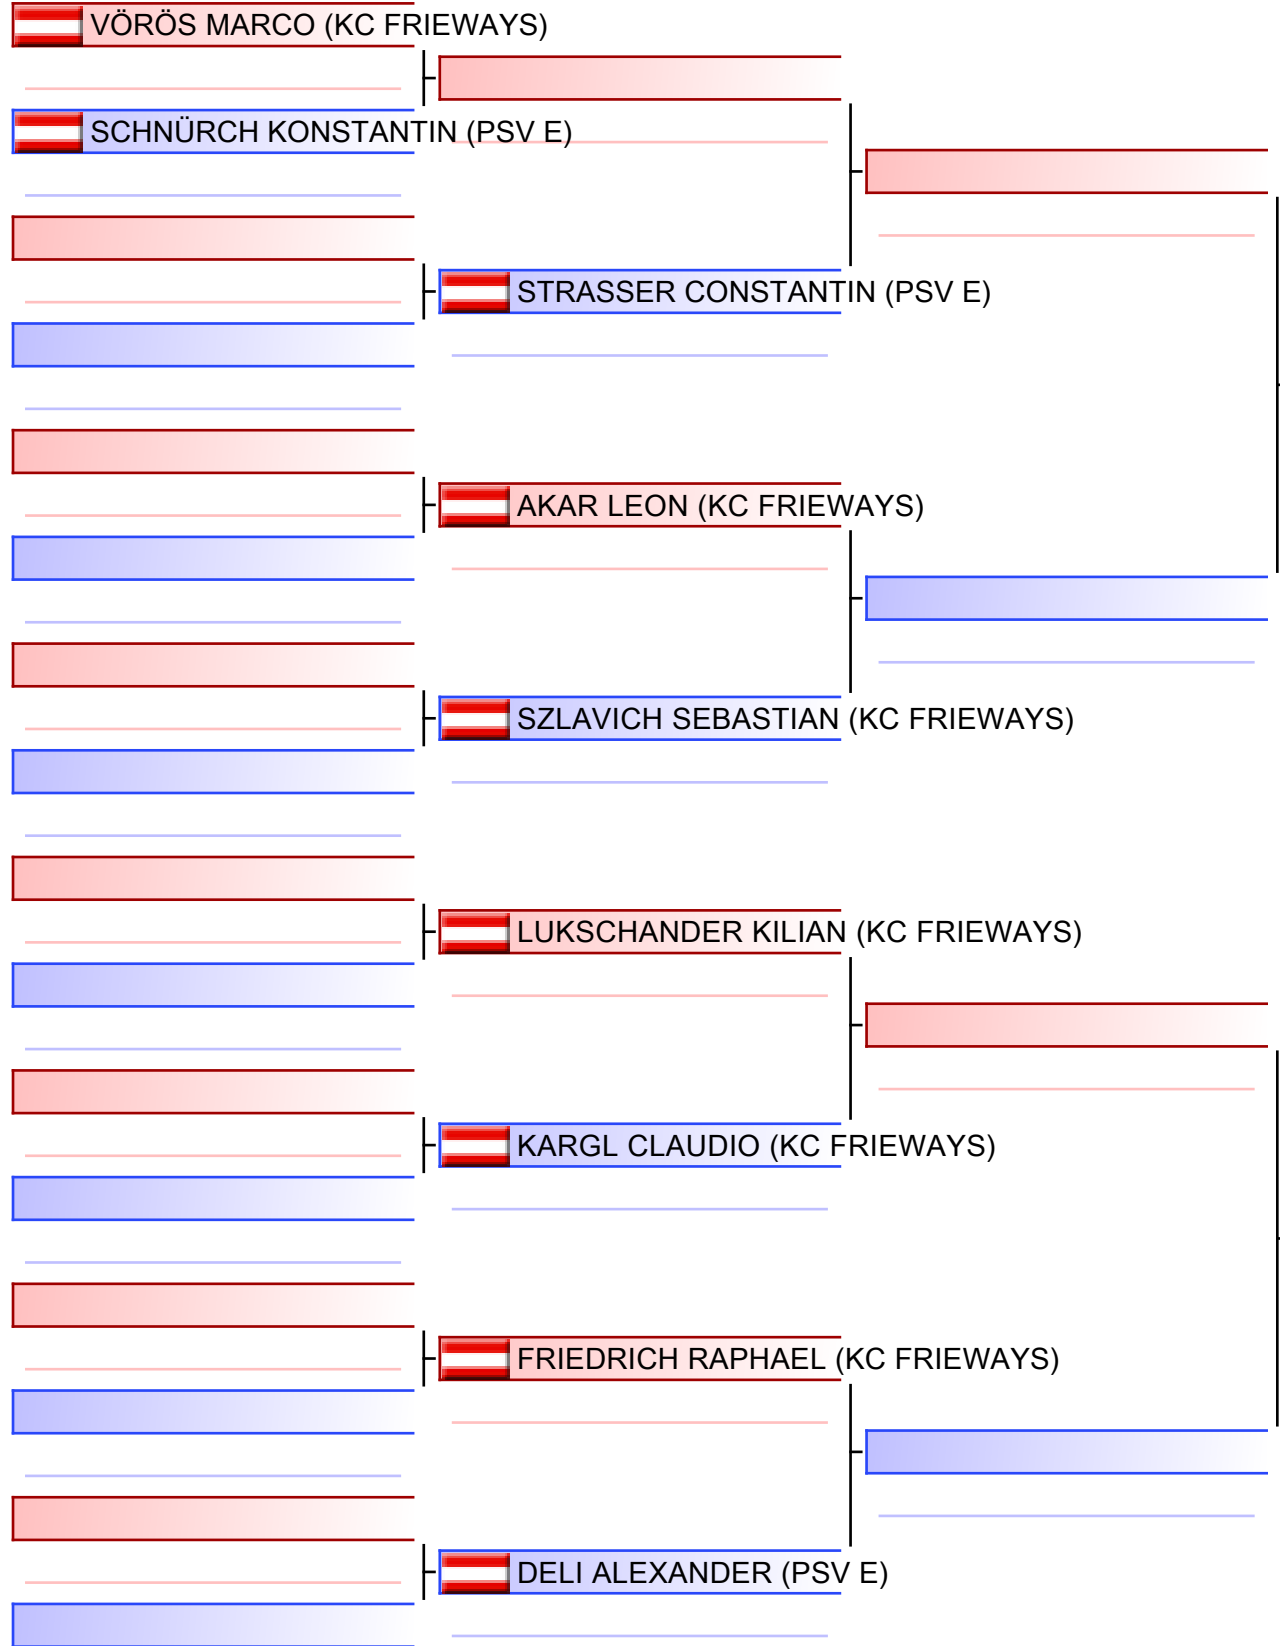 VÖRÖS MARCO (KC FRIEWAYS)
SCHNÜRCH KONSTANTIN (PSV E)
STRASSER CONSTANTIN (PSV E)
AKAR LEON (KC FRIEWAYS)
SZLAVICH SEBASTIAN (KC FRIEWAYS)
LUKSCHANDER KILIAN (KC FRIEWAYS)
KARGL CLAUDIO (KC FRIEWAYS)
FRIEDRICH RAPHAEL (KC FRIEWAYS)
DELI ALEXANDER (PSV E)